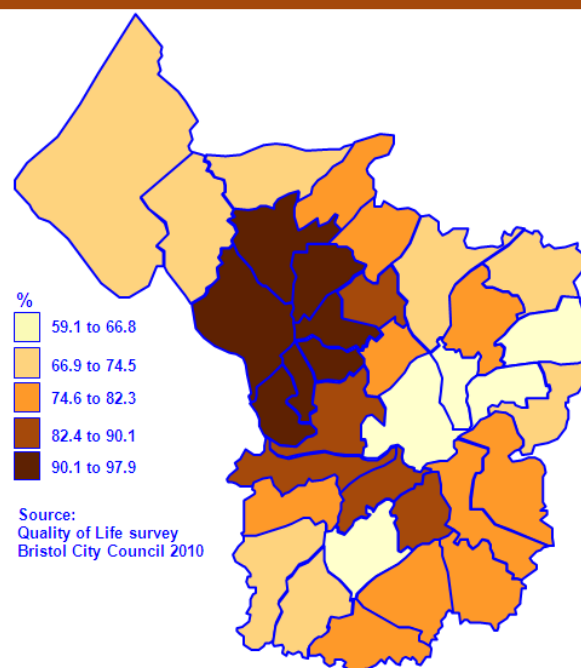 %
59.1 to 66.8
66.9 to 74.5
74.6 to 82.3
82.4 to 90.1
90.1 to 97.9
Source:
Quality of Life survey
Bristol City Council 2010